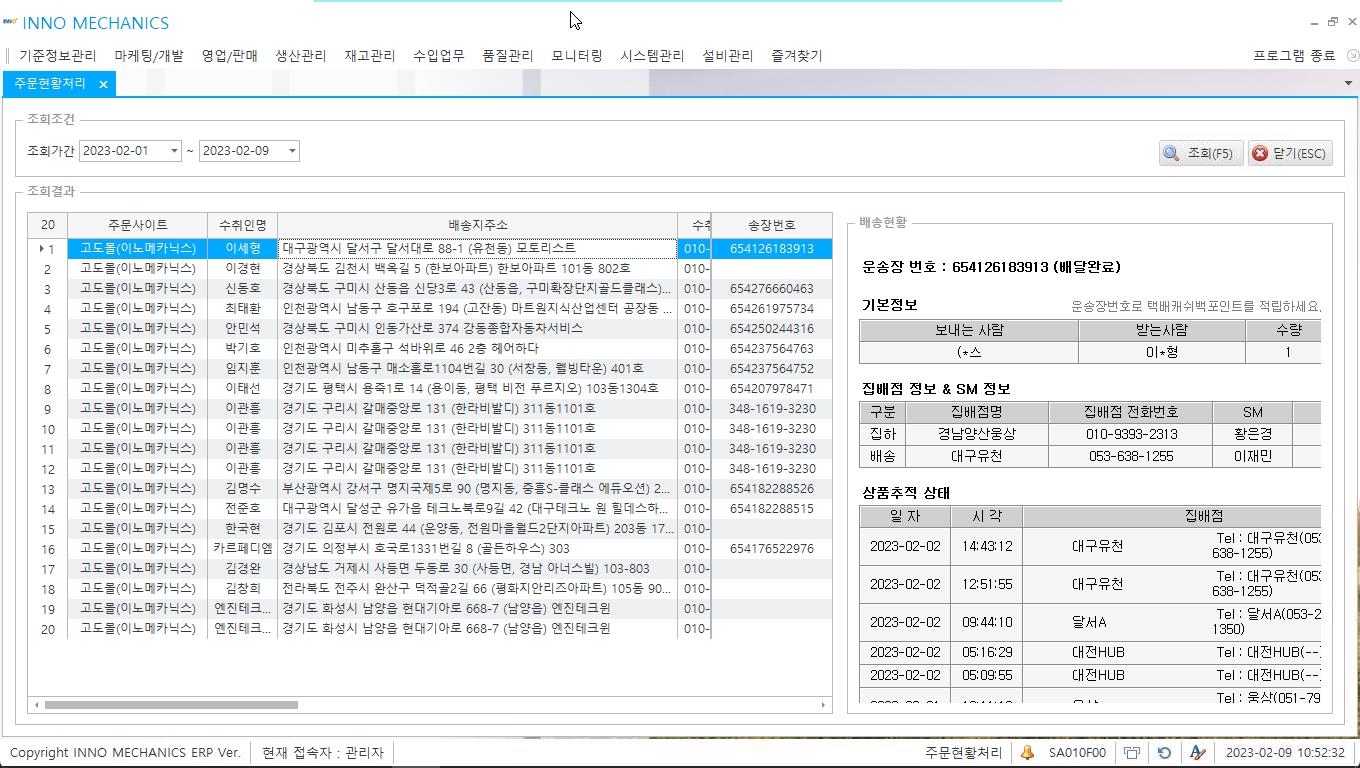 INNO MECHANICS
기준정보관리 마케팅/개발 영업/판매 생산관리 재고관리 수입업무 품질관리 모니터링 시스템관리 설비관리 즐겨찾기 프로그램 종료
주문현황처리
조회조건
조회가간 2023-02-01 ~ 2023-02-09 조회(F5) 닫기(ESC)
조회결과
20 주문사이트 수취인명 배송지주소 수취 송장번호
1 고도몰(이노메카닉스) 이세형 대구광역시 달서구 달서대로 88-1 (유천동) 모토리스트 010- 654126183913
2 고도몰(이노메카닉스) 이경현 경상북도 김천시 백옥길 5 (한보아파트) 한보아파트 101동 802호 010-
3 고도몰(이노메카닉스) 신동호 경상북도 구미시 산동읍 신당3로 43 (산동읍, 구미확장단지골드클래스)... 010- 654276660463
4 고도몰(이노메카닉스) 최태환 인천광역시 남동구 호구포로 194 (고잔동) 마트원지식산업센터 공장동 ... 010- 654261975734
5 고도몰(이노메카닉스) 안민석 경상북도 구미시 인동가산로 374 강동종합자동차서비스 010- 654250244316
6 고도몰(이노메카닉스) 박기호 인천광역시 미추홀구 석바위로 46 2층 헤어하다 010- 654237564763
7 고도몰(이노메카닉스) 임지훈 인천광역시 남동구 매소홀로1104번길 30 (서창동, 웰빙타운) 401호 010- 654237564752
8 고도몰(이노메카닉스) 이태선 경기도 평택시 용죽1로 14 (용이동, 평택 비전 푸르지오) 103동1304호 010- 654207978471
9 고도몰(이노메카닉스) 이관흥 경기도 구리시 갈매중앙로 131 (한라비발디) 311동1101호 010- 348-1619-3230
10 고도몰(이노메카닉스) 이관흥 경기도 구리시 갈매중앙로 131 (한라비발디) 311동1101호 010- 348-1619-3230
11 고도몰(이노메카닉스) 이관흥 경기도 구리시 갈매중앙로 131 (한라비발디) 311동1101호 010- 348-1619-3230
12 고도몰(이노메카닉스) 이관흥 경기도 구리시 갈매중앙로 131 (한라비발디) 311동1101호 010- 348-1619-3230
13 고도몰(이노메카닉스) 김명수 부산광역시 강서구 명지국제5로 90 (명지동, 중흥S-클래스 에듀오션) 2... 010- 654182288526
14 고도몰(이노메카닉스) 전준호 대구광역시 달성군 유가읍 테크노북로9길 42 (대구테크노 원 힐데스하... 010- 654182288515
15 고도몰(이노메카닉스) 한국현 경기도 김포시 전원로 44 (운양동, 전원마을월드2단지아파트) 203동 17... 010-
16 고도몰(이노메카닉스) 카르페디엠 경기도 의정부시 호국로1331번길 8 (골든하우스) 303 010- 654176522976
17 고도몰(이노메카닉스) 김경완 경상남도 거제시 사등면 두동로 30 (사등면, 경남 아너스빌) 103-803 010-
18 고도몰(이노메카닉스) 김창희 전라북도 전주시 완산구 덕적골2길 66 (평화지안리즈아파트) 105동 90... 010-
19 고도몰(이노메카닉스) 엔진테크... 경기도 화성시 남양읍 현대기아로 668-7 (남양읍) 엔진테크윈 010-
20 고도몰(이노메카닉스) 엔진테크... 경기도 화성시 남양읍 현대기아로 668-7 (남양읍) 엔진테크윈 010-
배송현황
운송장 번호 : 654126183913 (배달완료)
기본정보 운송장번호로 택배캐쉬백포인트를 적립하세요.
보내는 사람 받는사람 수량
(*스 이*형 1
집배점 정보 & SM 정보
구분 집배점명 집배점 전화번호 SM
집하 경남양산웅상 010-9393-2313 황은경
배송 대구유천 053-638-1255 이재민
상품추적 상태
일 자 시 각 집배점
2023-02-02 14:43:12 대구유천 Tel : 대구유천(053
638-1255)
2023-02-02 12:51:55 대구유천 Tel : 대구유천(053
638-1255)
2023-02-02 09:44:10 달서A Tel : 달서A(053-2
1350)
2023-02-02 05:16:29 대전HUB Tel : 대전HUB(--)
2023-02-02 05:09:55 대전HUB Tel : 대전HUB(--)
Tel : 웅상(051-79
Copyright INNO MECHANICS ERP Ver. 현재 접속자 : 관리자 주문현황처리 SA010F00 2023-02-09 10:52:32